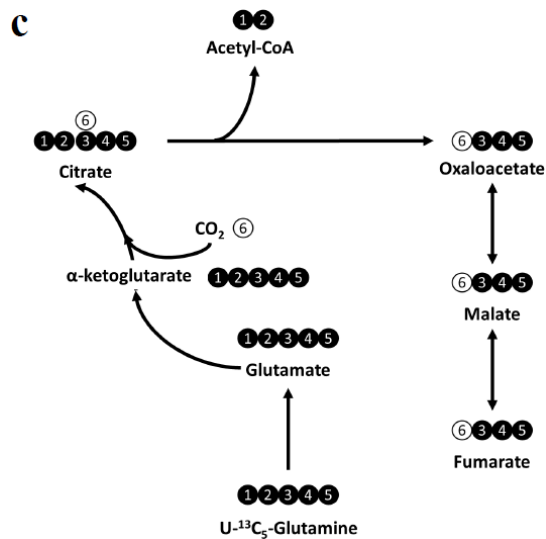 c
1 2
Acetyl-CoA
6
1 2 3 4 5
Citrate
6 3 4 5
Oxaloacetate
CO₂ 6
α-ketoglutarate 1 2 3 4 5
6 3 4 5
Malate
1 2 3 4 5
Glutamate
6 3 4 5
Fumarate
1 2 3 4 5
U-¹³C₅-Glutamine